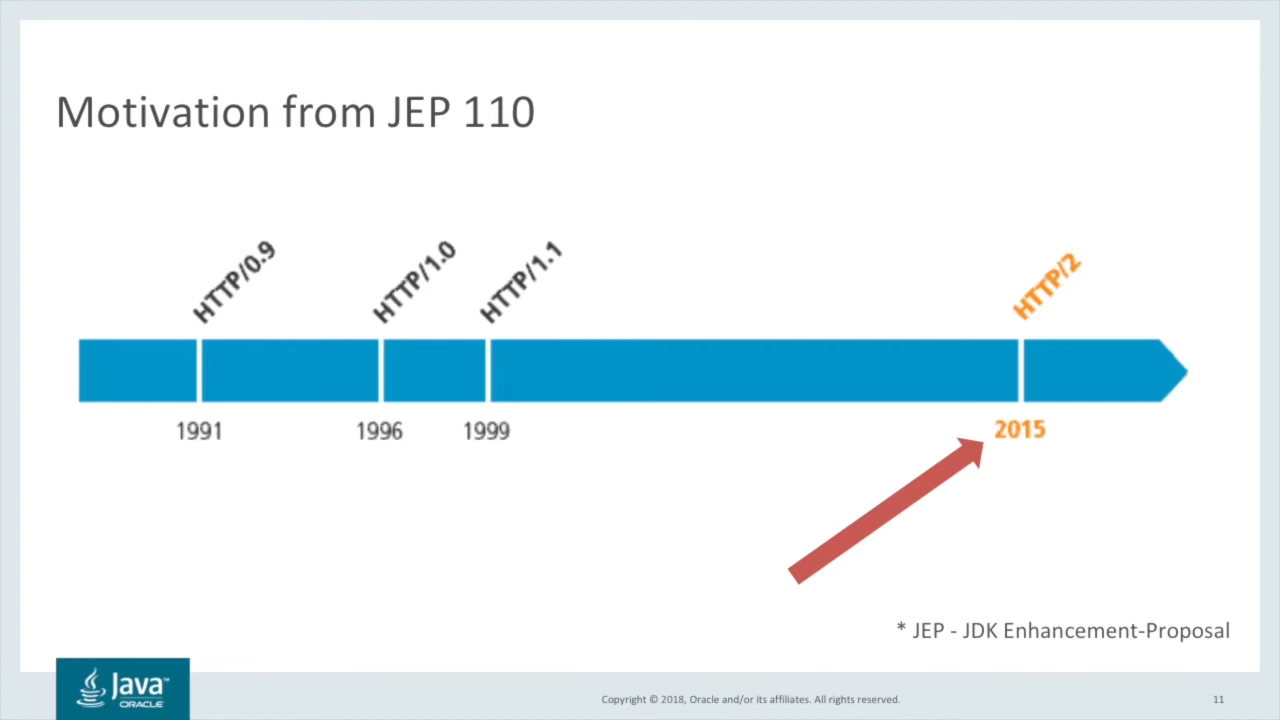 Motivation from JEP 110
HTTP/0.9
HTTP/1.0
HTTP/1.1
HTTP/2
1991
1996
1999
2015
* JEP - JDK Enhancement-Proposal
Java™
ORACLE
Copyright © 2018, Oracle and/or its affiliates. All rights reserved.
11